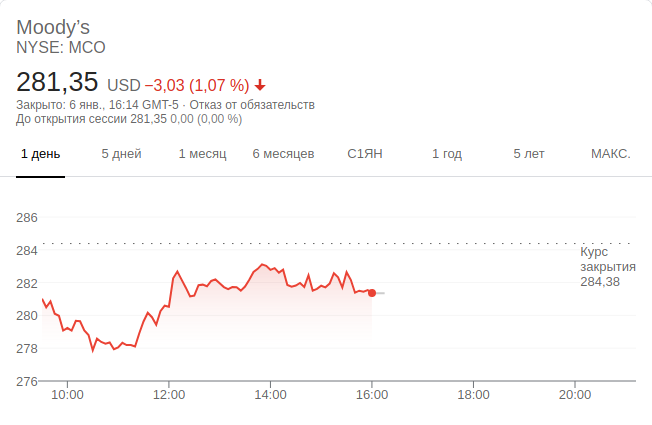 Moody's
NYSE: MCO
281,35 USD −3,03 (1,07 %)
Закрыто: 6 янв., 16:14 GMT-5 · Отказ от обязательств
До открытия сессии 281,35 0,00 (0,00 %)
1 день 5 дней 1 месяц 6 месяцев С1ЯН 1 год 5 лет МАКС.
286
284
Курс
закрытия
284,38
282
280
278
276
10:00 12:00 14:00 16:00 18:00 20:00